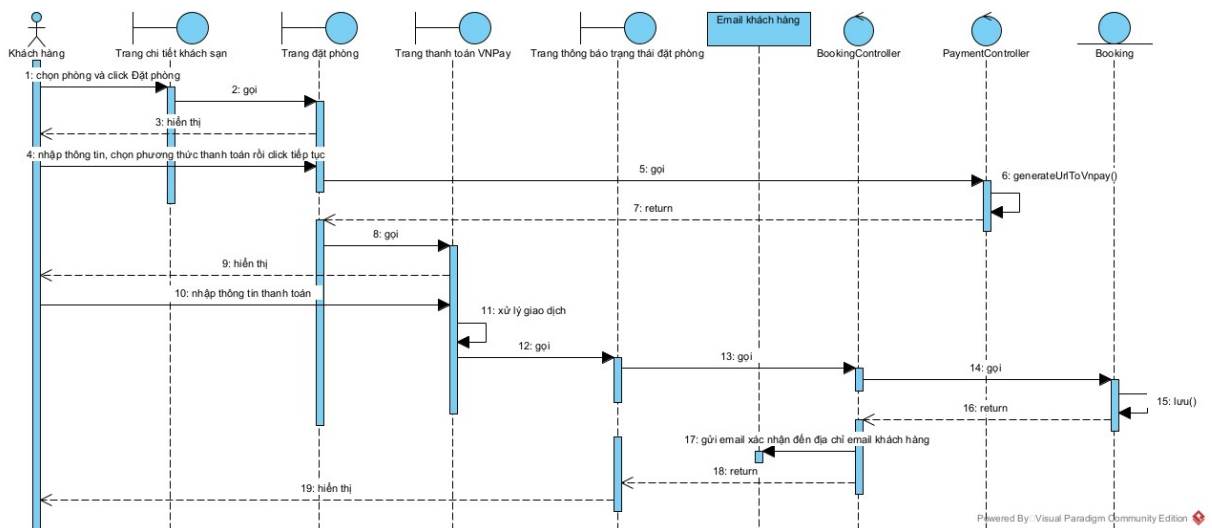 Khách hàng
Trang chi tiết khách sạn
Trang đặt phòng
Trang thanh toán VNPay
Trang thông báo trạng thái đặt phòng
Email khách hàng
BookingController
PaymentController
Booking
1: chọn phòng và click Đặt phòng
2: gọi
3: hiển thị
4: nhập thông tin, chọn phương thức thanh toán rồi click tiếp tục
5: gọi
6: generateUrlToVnpay()
7: return
8: gọi
9: hiển thị
10: nhập thông tin thanh toán
11: xử lý giao dịch
12: gọi
13: gọi
14: gọi
15: lưu()
16: return
17: gửi email xác nhận đến địa chỉ email khách hàng
18: return
19: hiển thị
Powered By Visual Paradigm Community Edition